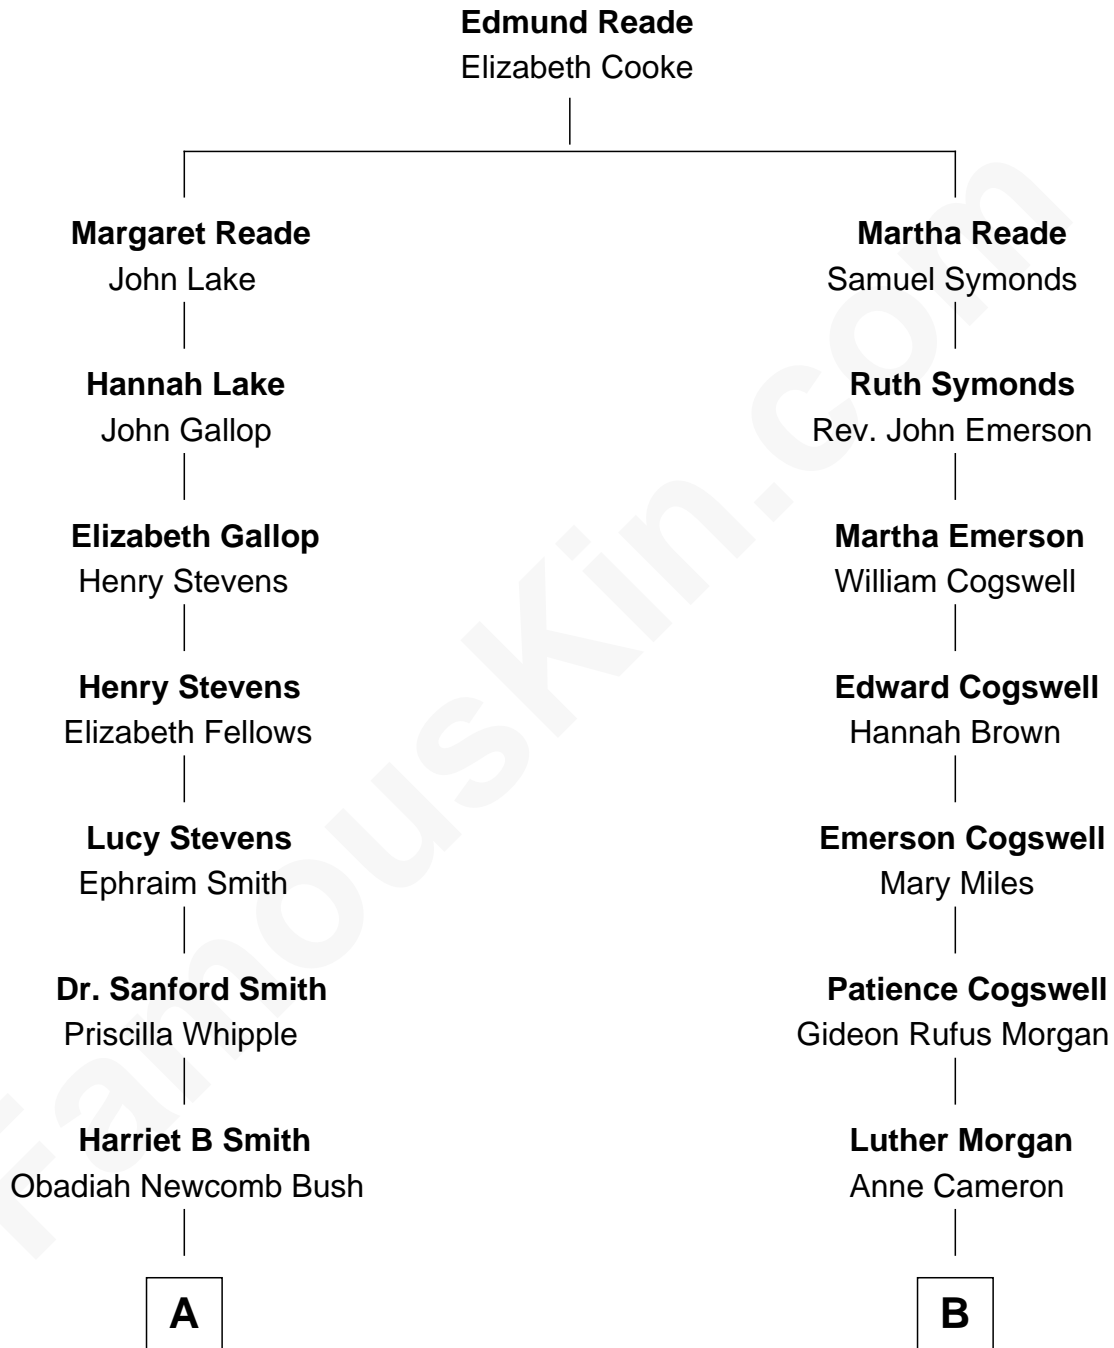 Edmund Reade
Elizabeth Cooke
Margaret Reade
John Lake
Martha Reade
Samuel Symonds
Hannah Lake
John Gallop
Ruth Symonds
Rev. John Emerson
Elizabeth Gallop
Henry Stevens
Martha Emerson
William Cogswell
Henry Stevens
Elizabeth Fellows
Edward Cogswell
Hannah Brown
Lucy Stevens
Ephraim Smith
Emerson Cogswell
Mary Miles
Dr. Sanford Smith
Priscilla Whipple
Patience Cogswell
Gideon Rufus Morgan
Harriet B Smith
Obadiah Newcomb Bush
Luther Morgan
Anne Cameron
A
B
FamousKin.com